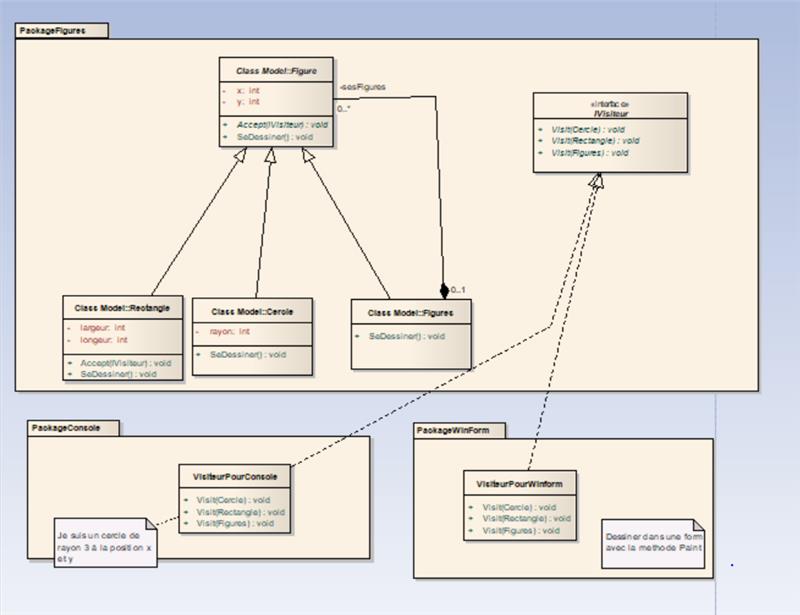 PackageFigures
Class Model::Figure
- x: int
- y: int
+ Accept(IVisiteur) : void
+ SeDessiner() : void
-sesFigures
0..*
«interface»
IVisiteur
+ Visit(Cercle) : void
+ Visit(Rectangle) : void
+ Visit(Figures) : void
0..1
Class Model::Rectangle
- largeur: int
- longeur: int
+ Accept(IVisiteur) : void
+ SeDessiner() : void
Class Model::Cercle
- rayon: int
+ SeDessiner() : void
Class Model::Figures
+ SeDessiner() : void
PackageConsole
VisiteurPourConsole
+ Visit(Cercle) : void
+ Visit(Rectangle) : void
+ Visit(Figures) : void
Je suis un cercle de
rayon 3 à la position x
et y
PackageWinForm
VisiteurPourWinform
+ Visit(Cercle) : void
+ Visit(Rectangle) : void
+ Visit(Figures) : void
Dessiner dans une form
avec la methode Paint